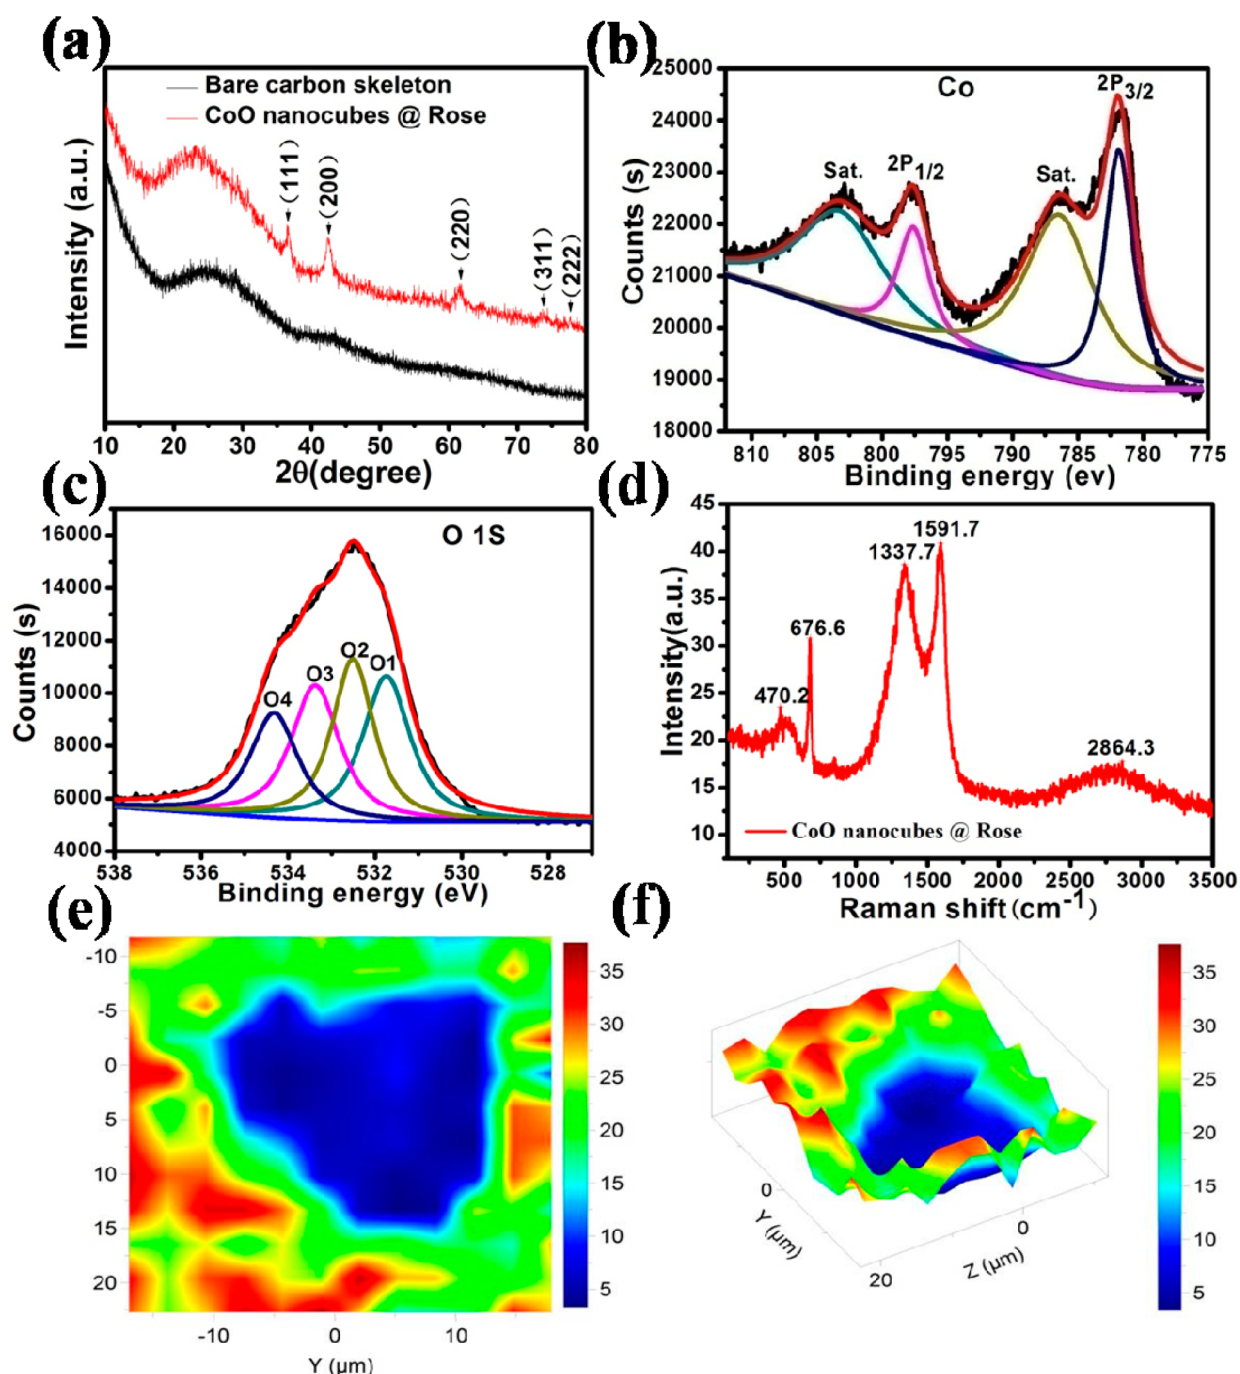 (a)
Bare carbon skeleton
CoO nanocubes @ Rose
(111)
(200)
(220)
(311)
(222)
Intensity (a.u.)
10 20 30 40 50 60 70 80
2θ(degree)
(b)
Co
2P3/2
2P1/2
Sat.
Sat.
Counts (s)
25000
24000
23000
22000
21000
20000
19000
18000
810 805 800 795 790 785 780 775
Binding energy (ev)
(c)
O 1S
O4
O3
O2
O1
Counts (s)
16000
14000
12000
10000
8000
6000
4000
538 536 534 532 530 528
Binding energy (eV)
(d)
1591.7
1337.7
676.6
470.2
2864.3
CoO nanocubes @ Rose
Intensity(a.u.)
45
40
35
30
25
20
15
10
500 1000 1500 2000 2500 3000 3500
Raman shift(cm-1)
(e)
-10
-5
0
5
10
15
20
-10 0 10
Y (µm)
35
30
25
20
15
10
5
(f)
0
Y (µm)
20
Z (µm)
0
35
30
25
20
15
10
5